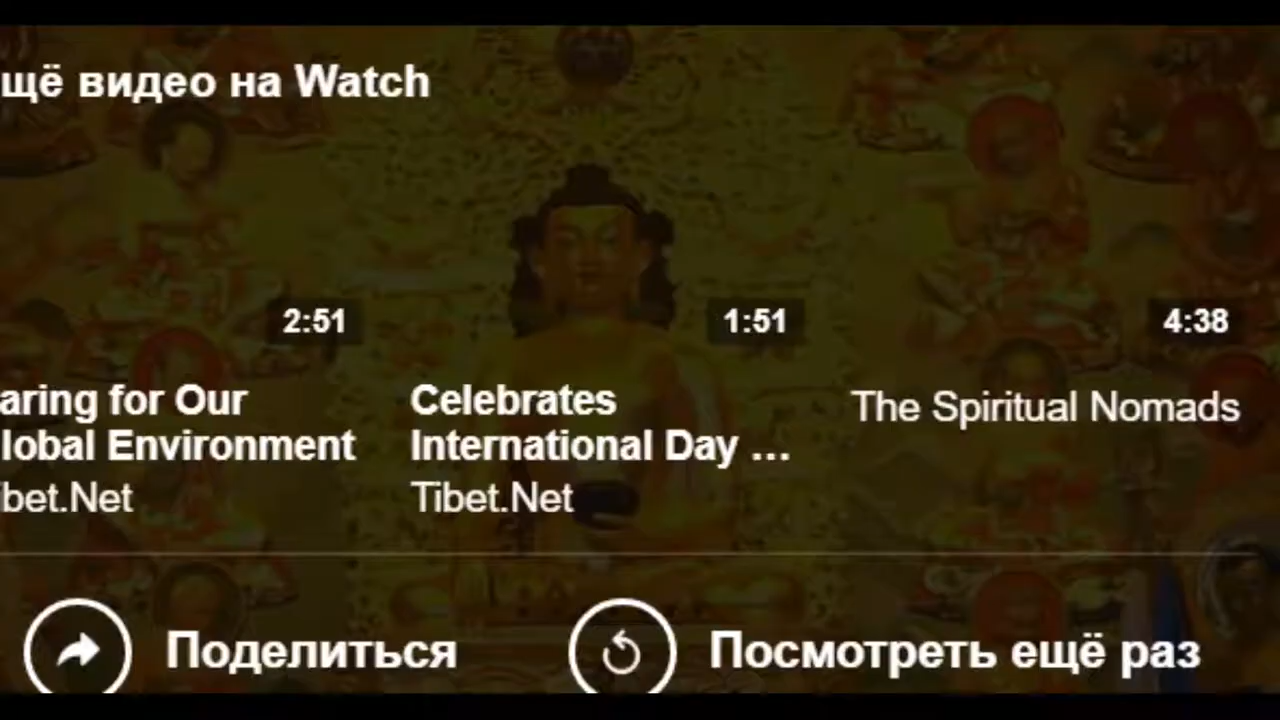 щё видео на Watch
2:51
1:51
4:38
aring for Our
lobal Environment
ibet.Net
Celebrates
International Day ...
Tibet.Net
The Spiritual Nomads
Поделиться
Посмотреть ещё раз